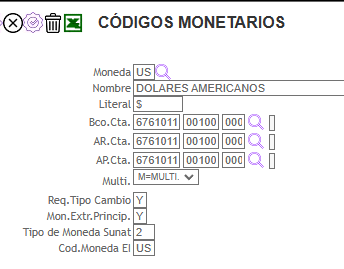 CÓDIGOS MONETARIOS
Moneda US
Nombre DOLARES AMERICANOS
Literal $
Bco.Cta. 6761011 00100 000
AR.Cta. 6761011 00100 000
AP.Cta. 6761011 00100 000
Multi. M=MULTI.
Req.Tipo Cambio Y
Mon.Extr.Princip. Y
Tipo de Moneda Sunat 2
Cod.Moneda El US